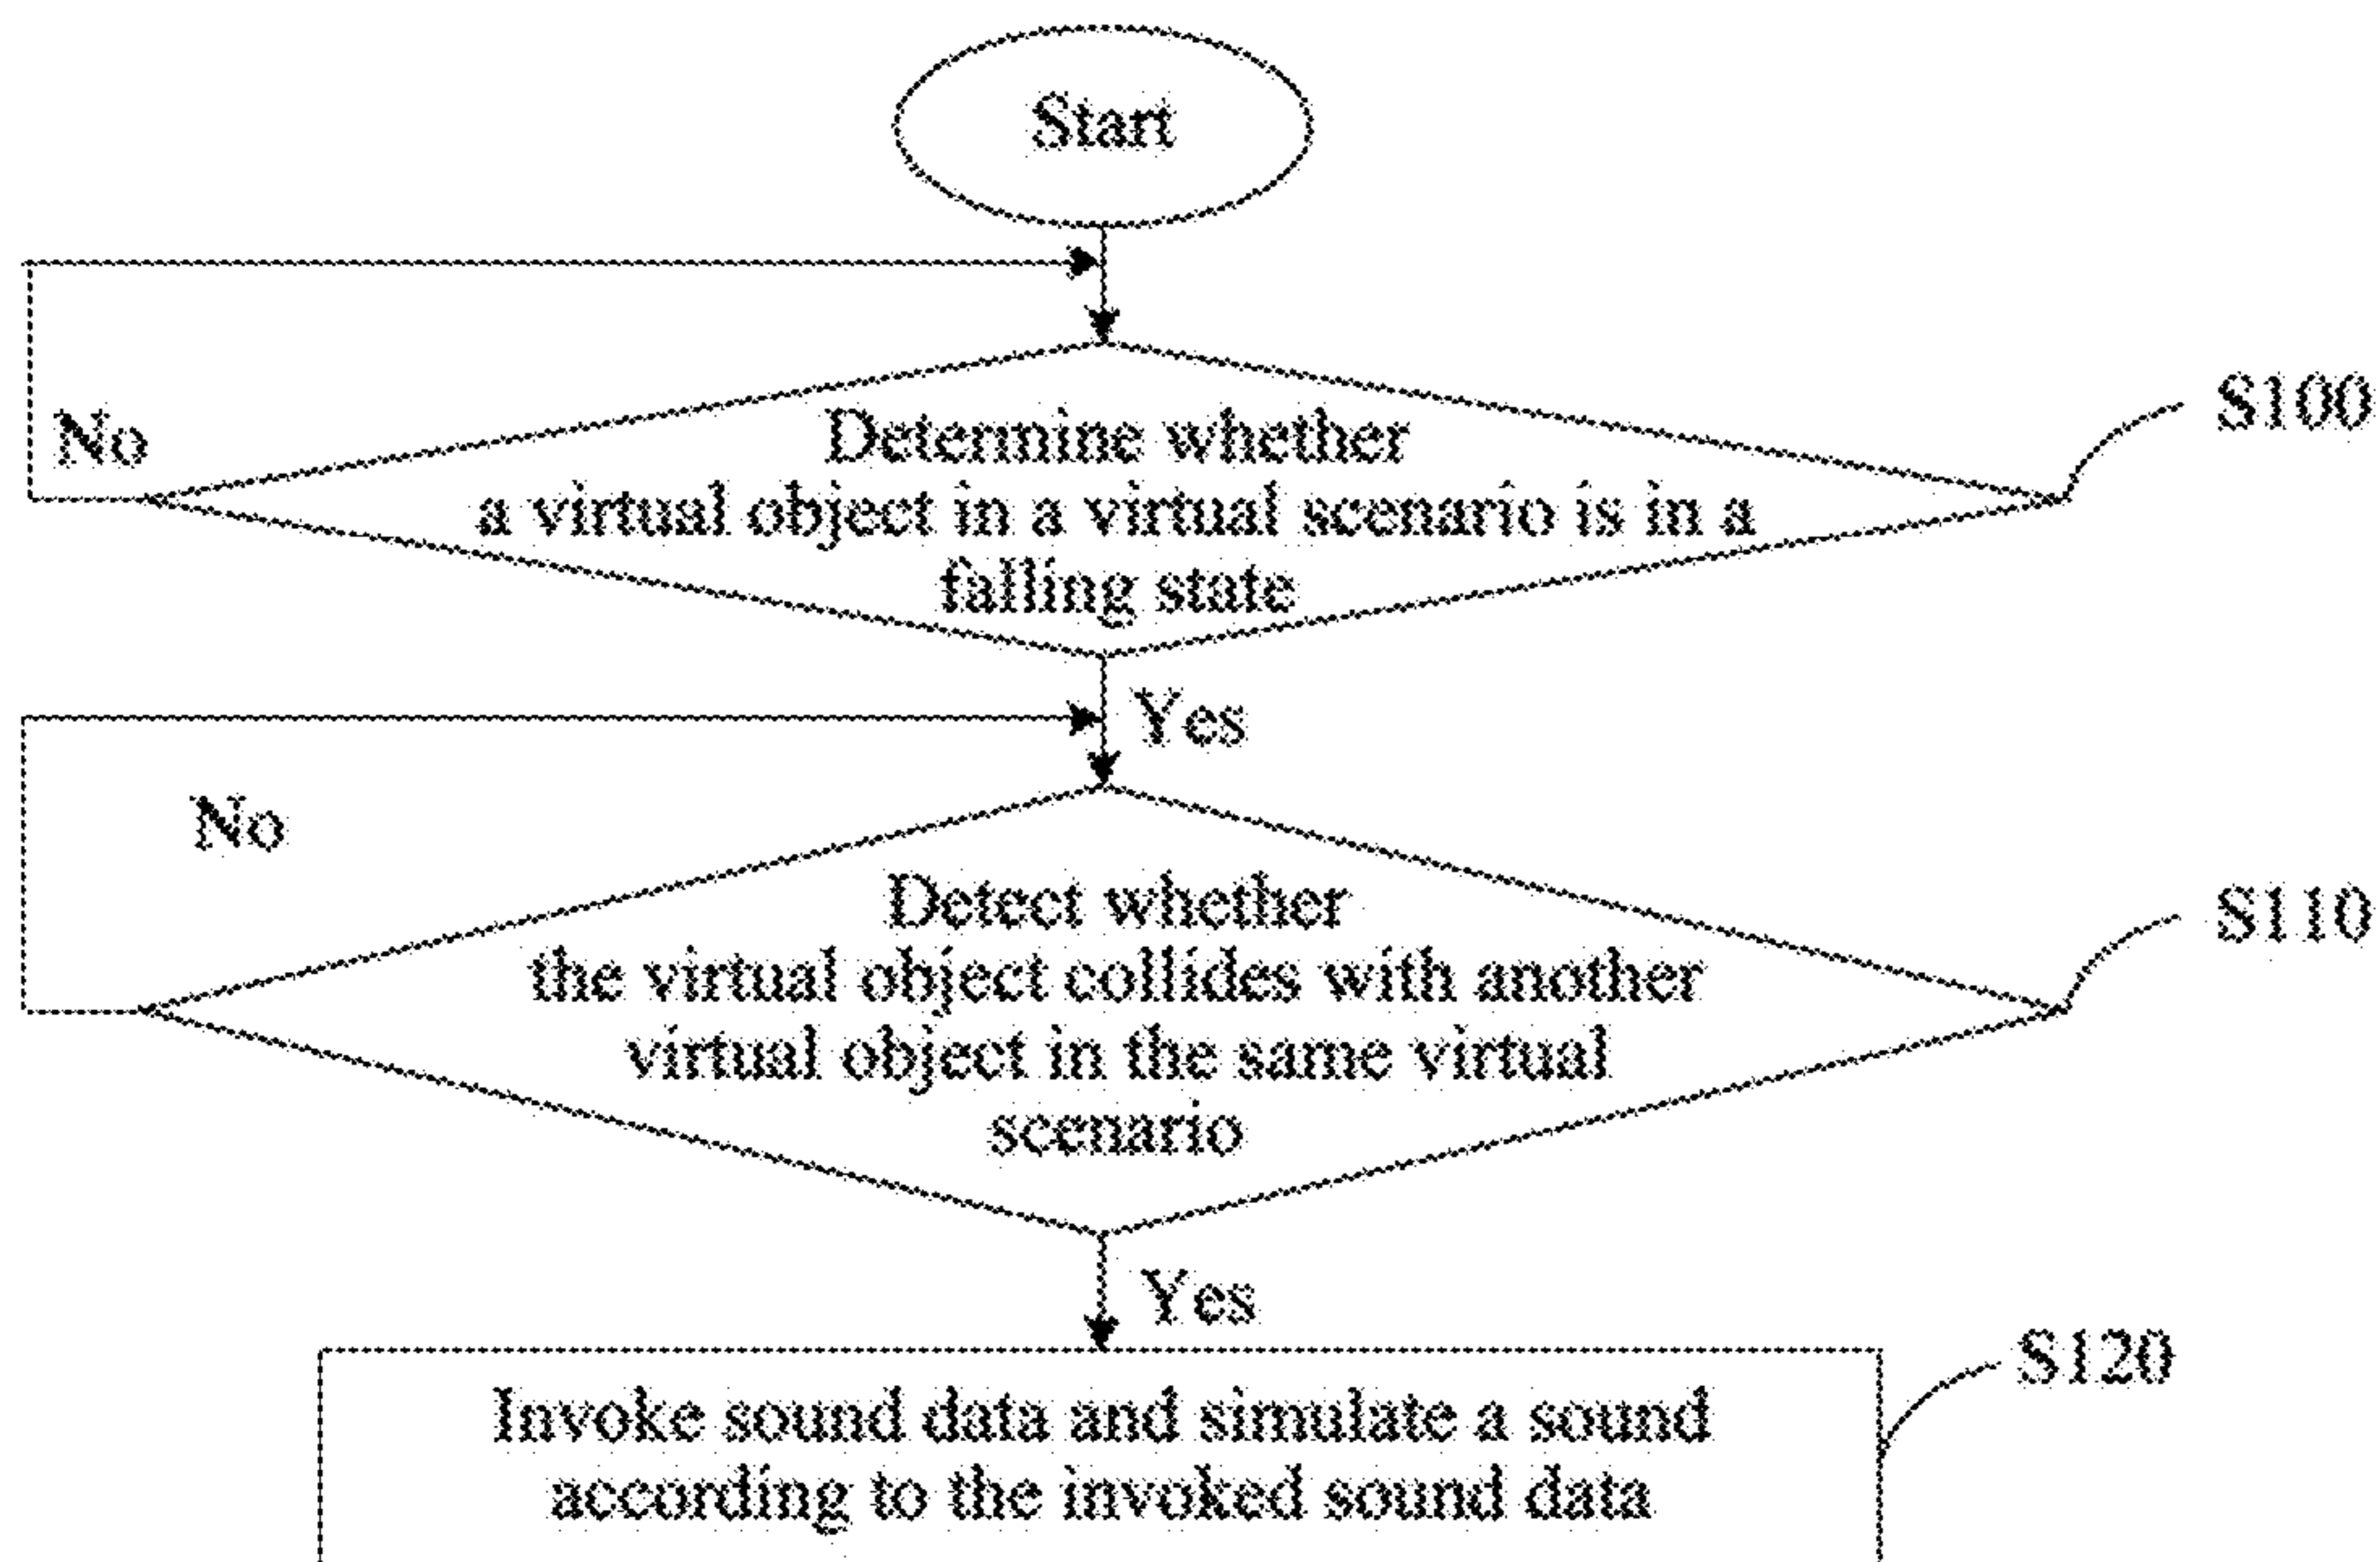 Start
No
S100
Determine whether
a virtual object in a virtual scenario is in a
falling state
Yes
No
S110
Detect whether
the virtual object collides with another
virtual object in the same virtual
scenario
Yes
S120
Invoke sound data and simulate a sound
according to the invoked sound data